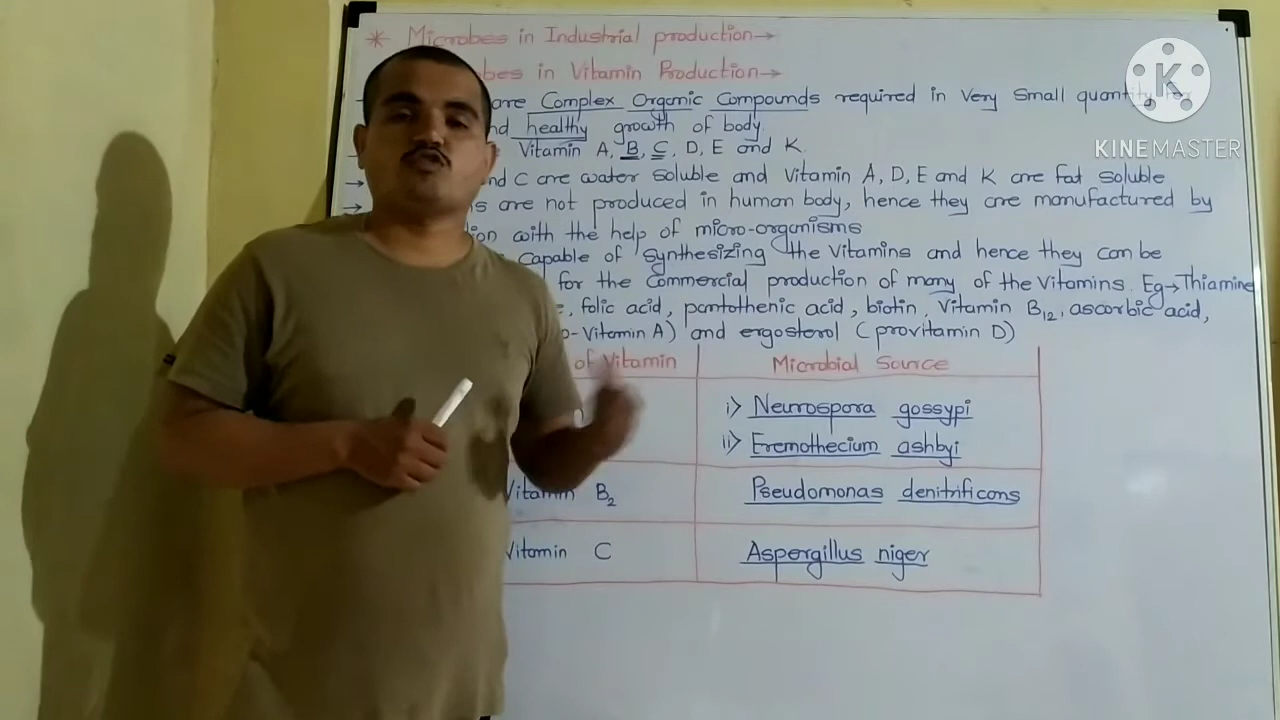 * Microbes in Industrial production→
in Vitamin Production→
are Complex Organic Compounds required in very small quantity
healthy growth of body
Vitamin A, B, C, D, E and K.
→ and C are water soluble and Vitamin A, D, E and K are fat soluble
→ are not produced in human body, hence they are manufactured by
with the help of micro-organisms
capable of synthesizing the Vitamins and hence they can be
for the Commercial production of many of the Vitamins. Eg→Thiamine
, folic acid, pantothenic acid, biotin, Vitamin B12, ascorbic acid,
Vitamin A) and ergosterol (provitamin D)
of Vitamin Microbial Source
i) Neurospora gossypi
ii) Eremothecium ashbyi
Vitamin B2 Pseudomonas denitrificans
Vitamin C Aspergillus niger
K
KINEMASTER